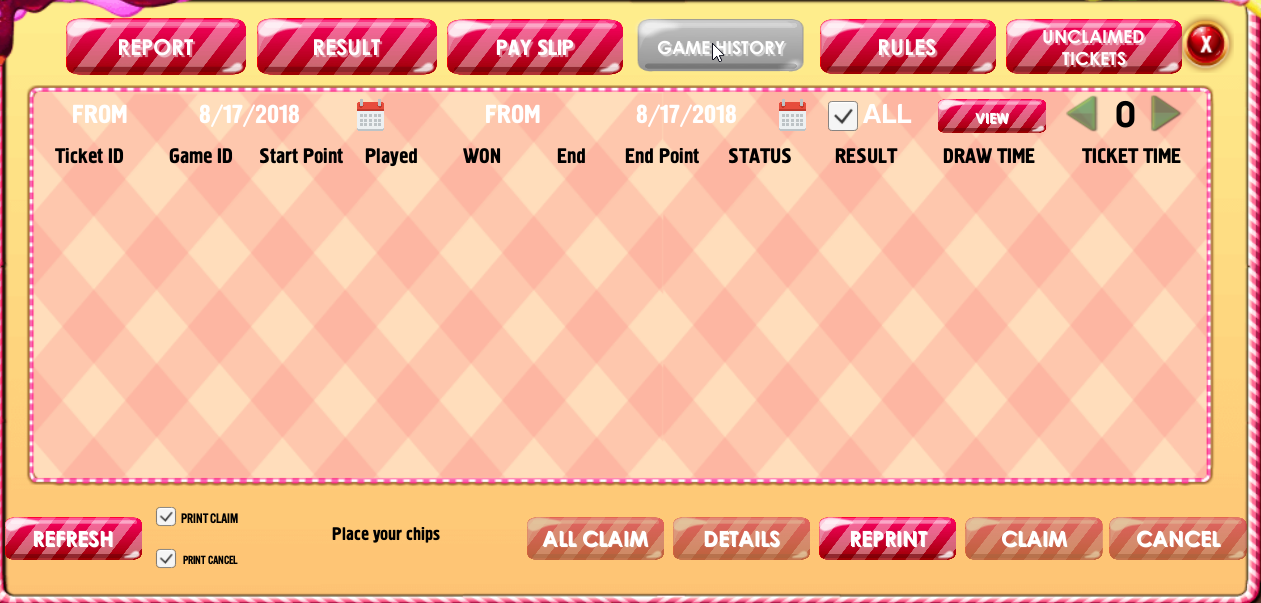 REPORT RESULT PAY SLIP GAME HISTORY RULES UNCLAIMED TICKETS X
FROM 8/17/2018 FROM 8/17/2018 ALL VIEW 0
Ticket ID Game ID Start Point Played WON End End Point STATUS RESULT DRAW TIME TICKET TIME
REFRESH
PRINT CLAIM
PRINT CANCEL
Place your chips
ALL CLAIM DETAILS REPRINT CLAIM CANCEL